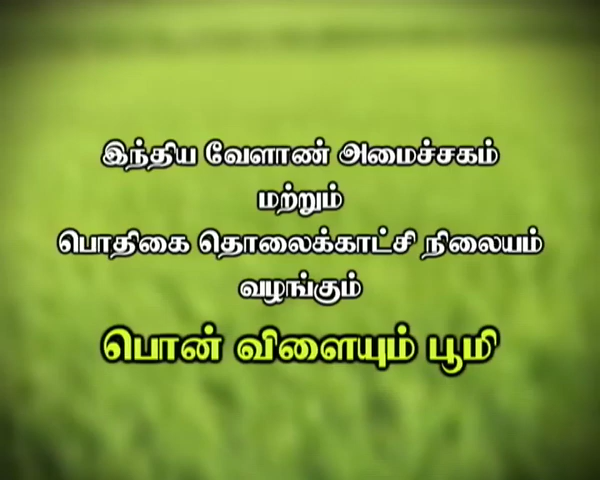 இந்திய வேளாண் அமைச்சகம்
மற்றும்
பொதிகை தொலைக்காட்சி நிலையம்
வழங்கும்
பொன் விளையும் பூமி